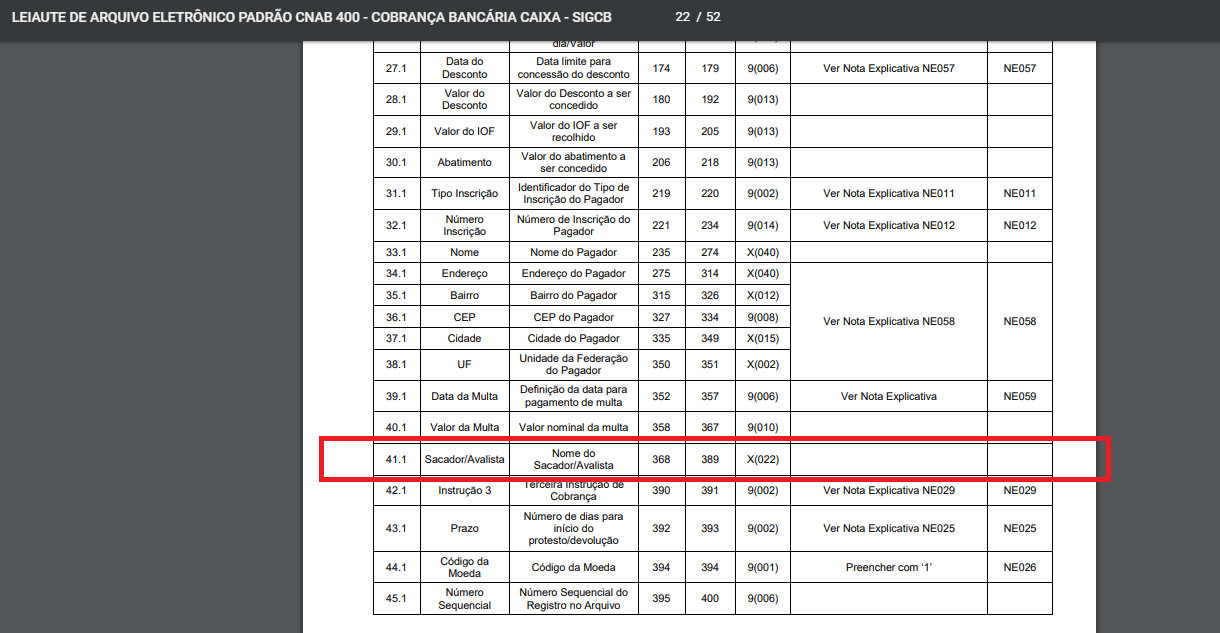 LEIAUTE DE ARQUIVO ELETRÔNICO PADRÃO CNAB 400 - COBRANÇA BANCÁRIA CAIXA - SIGCB 22 / 52
dia/Valor
27.1 Data do Desconto Data limite para concessão do desconto 174 179 9(006) Ver Nota Explicativa NE057 NE057
28.1 Valor do Desconto Valor do Desconto a ser concedido 180 192 9(013)
29.1 Valor do IOF Valor do IOF a ser recolhido 193 205 9(013)
30.1 Abatimento Valor do abatimento a ser concedido 206 218 9(013)
31.1 Tipo Inscrição Identificador do Tipo de Inscrição do Pagador 219 220 9(002) Ver Nota Explicativa NE011 NE011
32.1 Número Inscrição Número de Inscrição do Pagador 221 234 9(014) Ver Nota Explicativa NE012 NE012
33.1 Nome Nome do Pagador 235 274 X(040)
34.1 Endereço Endereço do Pagador 275 314 X(040)
35.1 Bairro Bairro do Pagador 315 326 X(012)
36.1 CEP CEP do Pagador 327 334 9(008) Ver Nota Explicativa NE058 NE058
37.1 Cidade Cidade do Pagador 335 349 X(015)
38.1 UF Unidade da Federação do Pagador 350 351 X(002)
39.1 Data da Multa Definição da data para pagamento de multa 352 357 9(006) Ver Nota Explicativa NE059
40.1 Valor da Multa Valor nominal da multa 358 367 9(010)
41.1 Sacador/Avalista Nome do Sacador/Avalista 368 389 X(022)
42.1 Instrução 3 Terceira Instrução de Cobrança 390 391 9(002) Ver Nota Explicativa NE029 NE029
43.1 Prazo Número de dias para início do protesto/devolução 392 393 9(002) Ver Nota Explicativa NE025 NE025
44.1 Código da Moeda Código da Moeda 394 394 9(001) Preencher com ‘1’ NE026
45.1 Número Sequencial Número Sequencial do Registro no Arquivo 395 400 9(006)